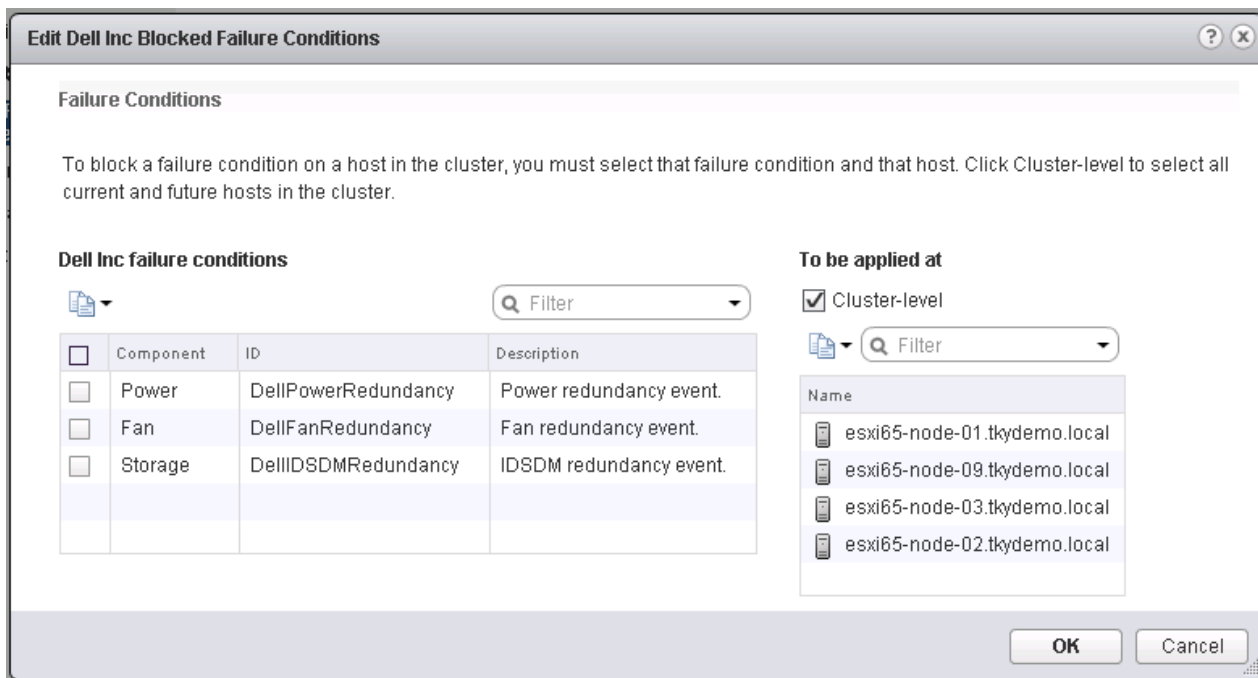 Edit Dell Inc Blocked Failure Conditions
Failure Conditions
To block a failure condition on a host in the cluster, you must select that failure condition and that host. Click Cluster-level to select all
current and future hosts in the cluster.
Dell Inc failure conditions
To be applied at
Filter
Cluster-level
Filter
Component ID Description
Power DellPowerRedundancy Power redundancy event.
Fan DellFanRedundancy Fan redundancy event.
Storage DellIDSDMRedundancy IDSDM redundancy event.
Name
esxi65-node-01.tkydemo.local
esxi65-node-09.tkydemo.local
esxi65-node-03.tkydemo.local
esxi65-node-02.tkydemo.local
OK Cancel